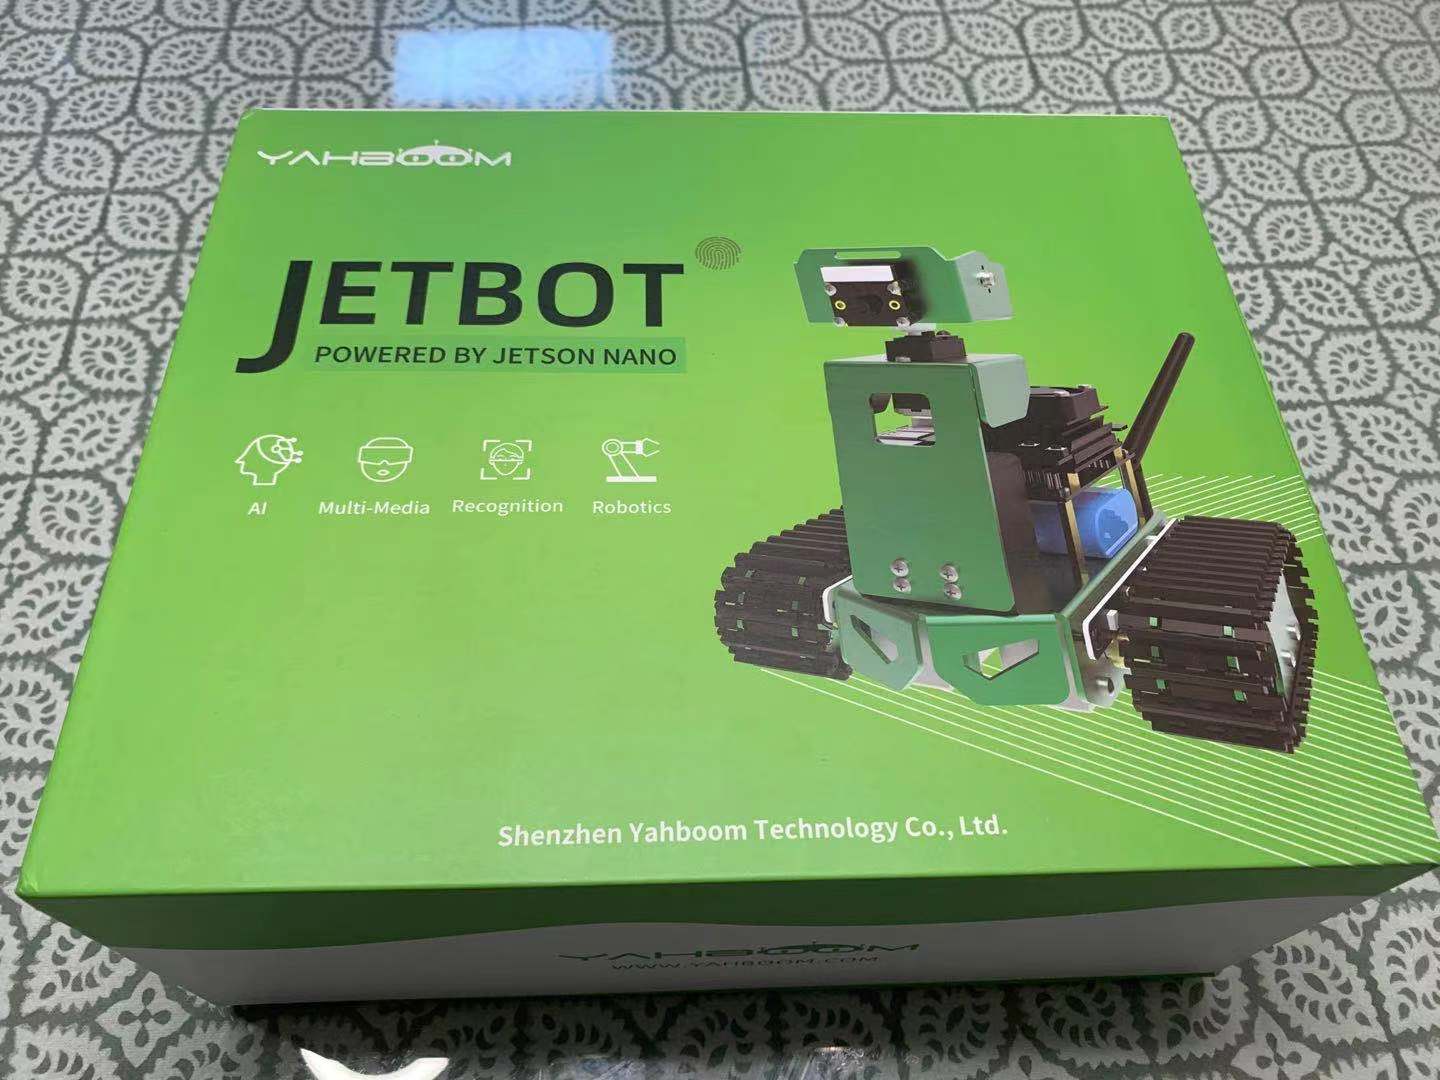 YAHBOOM
JETBOT
POWERED BY JETSON NANO
AI
Multi-Media
Recognition
Robotics
Shenzhen Yahboom Technology Co., Ltd.
YAHBOOM
WWW.YAHBOOM.COM